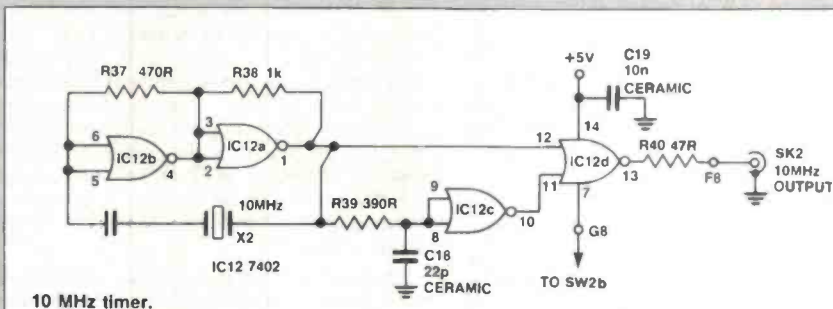 R37 470R
R38 1k
+5V
C19
10n
CERAMIC
6
5
IC12b
4
3
2
IC12a
1
12
11
14
IC12d
13
7
R40 47R
F8
SK2
10MHz
OUTPUT
10MHz
X2
R39 390R
9
8
IC12c
10
G8
IC12 7402
C18
22p
CERAMIC
TO SW2b
10 MHz timer.